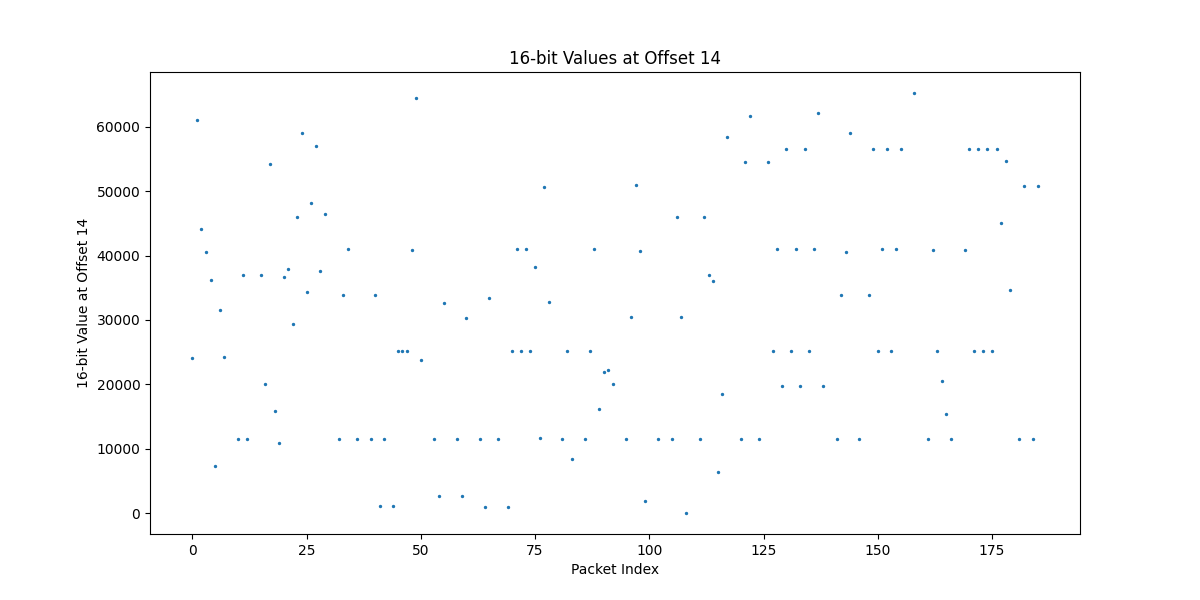 16-bit Values at Offset 14
16-bit Value at Offset 14
60000
50000
40000
30000
20000
10000
0
0 25 50 75 100 125 150 175
Packet Index